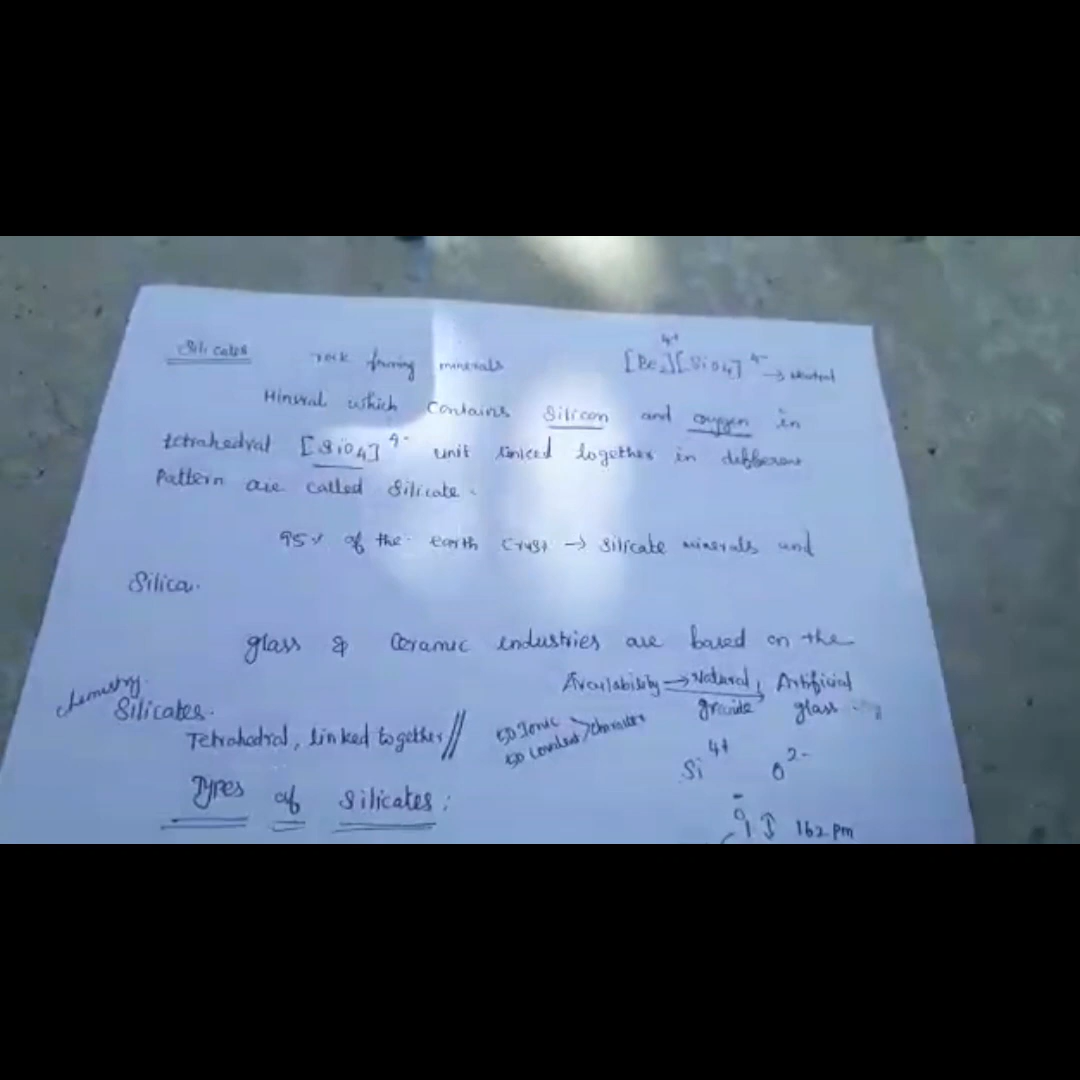 Silicates rock forming minerals [Be₂]⁴⁺[SiO₄]⁴⁻ → neutral
Mineral which contains silicon and oxygen in
tetrahedral [SiO₄]⁴⁻ unit linked together in different
Pattern are called Silicate.
95% of the earth crust → silicate minerals and
Silica.
glass & Ceramic industries are based on the
chemistry Availability → Natural, Artificial
Silicates. granide glass
Tetrahedral, linked together // 50 Ionic
50 Covalent > character
Si⁴⁺ O²⁻
Types of Silicates:
O⁻ ↕ 162 pm